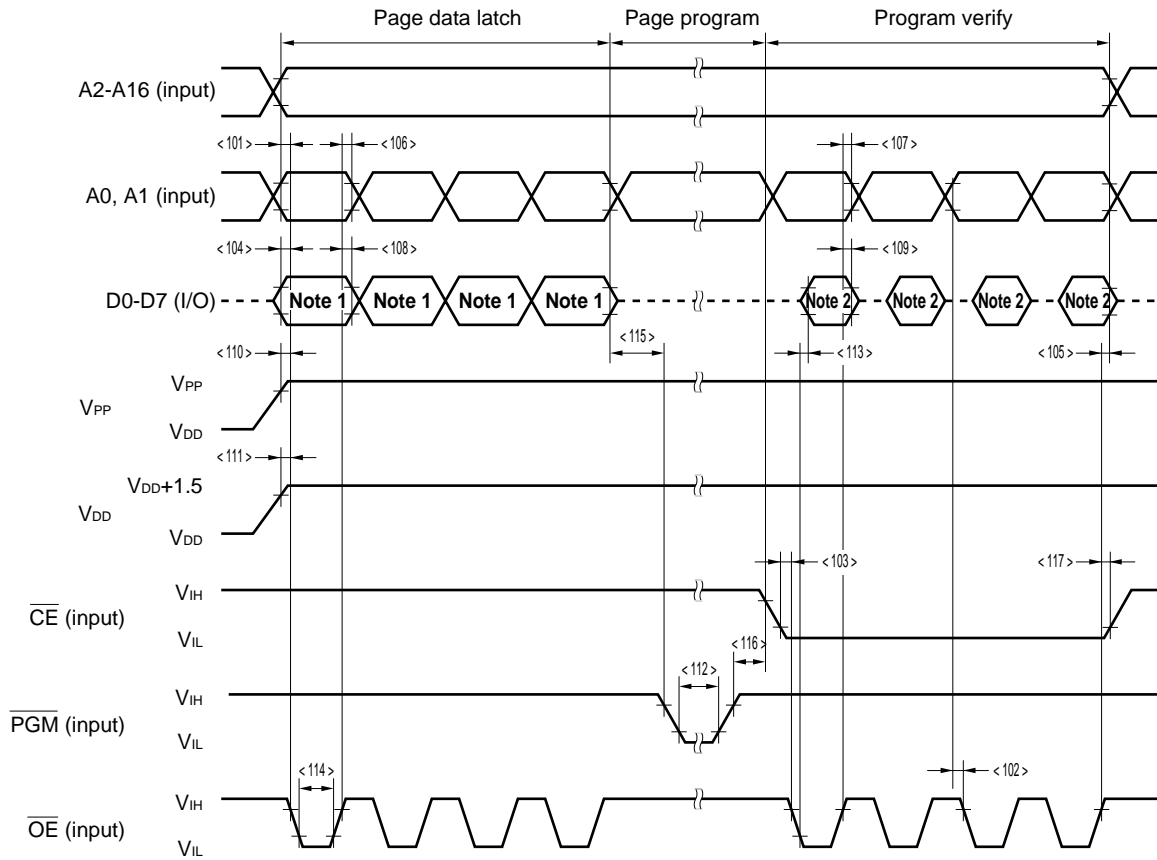 Page data latch Page program Program verify
A2-A16 (input)
<101> <106> <107>
A0, A1 (input)
<104> <108> <109>
D0-D7 (I/O) Note 1 Note 1 Note 1 Note 1 Note 2 Note 2 Note 2 Note 2
<115>
<110> <113> <105>
VPP
VPP
VDD
<111>
VDD+1.5
VDD
VDD
<103> <117>
VIH
CE (input)
VIL
<116>
<112>
VIH
PGM (input)
VIL
<114> <102>
VIH
OE (input)
VIL